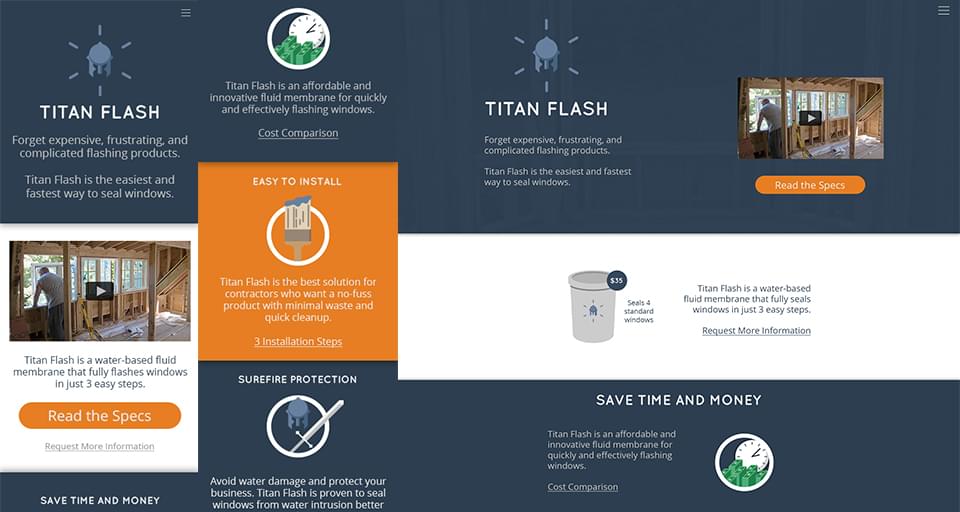 TITAN FLASH
Forget expensive, frustrating, and
complicated flashing products.
Titan Flash is the easiest and
fastest way to seal windows.
Titan Flash is a water-based fluid
membrane that fully flashes windows
in just 3 easy steps.
Read the Specs
Request More Information
SAVE TIME AND MONEY
Titan Flash is an affordable and
innovative fluid membrane for quickly
and effectively flashing windows.
Cost Comparison
EASY TO INSTALL
Titan Flash is the best solution for
contractors who want a no-fuss
product with minimal waste and
quick cleanup.
3 Installation Steps
SUREFIRE PROTECTION
Avoid water damage and protect your
business. Titan Flash is proven to seal
windows from water intrusion better
TITAN FLASH
Forget expensive, frustrating, and
complicated flashing products.
Titan Flash is the easiest and fastest
way to seal windows.
Read the Specs
$35
Seals 4
standard
windows
Titan Flash is a water-based
fluid membrane that fully seals
windows in just 3 easy steps.
Request More Information
SAVE TIME AND MONEY
Titan Flash is an affordable and
innovative fluid membrane for
quickly and effectively flashing
windows.
Cost Comparison